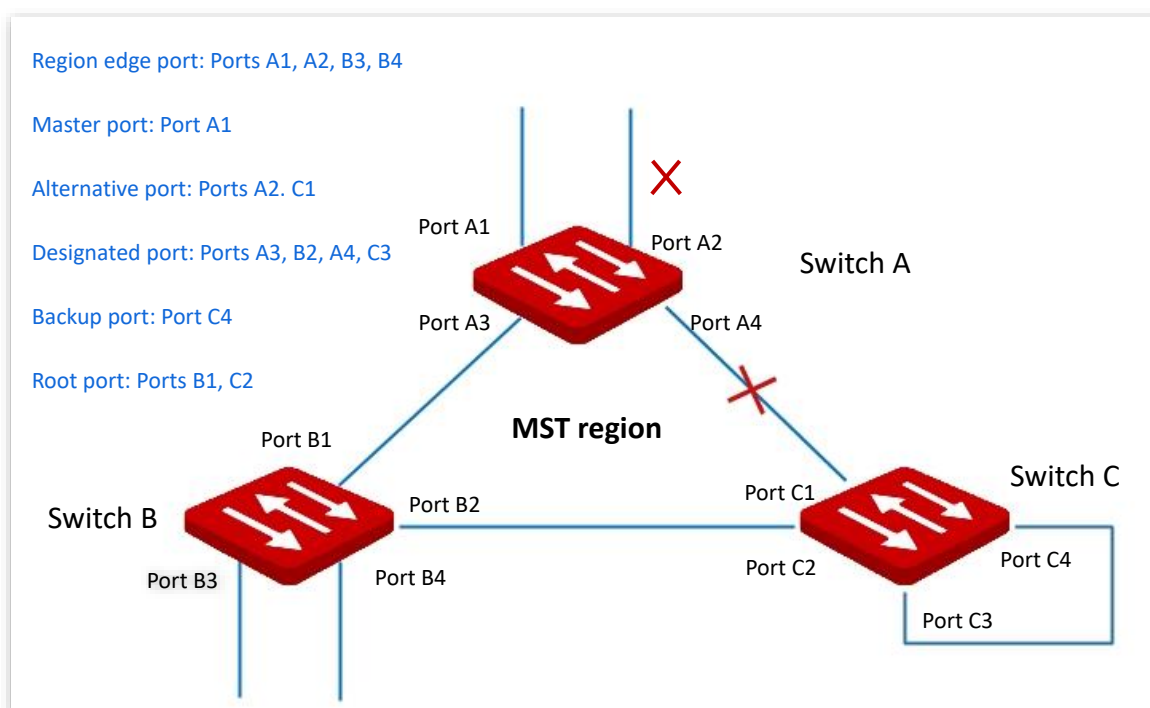 Region edge port: Ports A1, A2, B3, B4
Master port: Port A1
Alternative port: Ports A2. C1
Designated port: Ports A3, B2, A4, C3
Backup port: Port C4
Root port: Ports B1, C2
Port A1
Port A2
Switch A
Port A3
Port A4
MST region
Port B1
Switch B
Port B2
Port B3
Port B4
Port C1
Switch C
Port C2
Port C4
Port C3